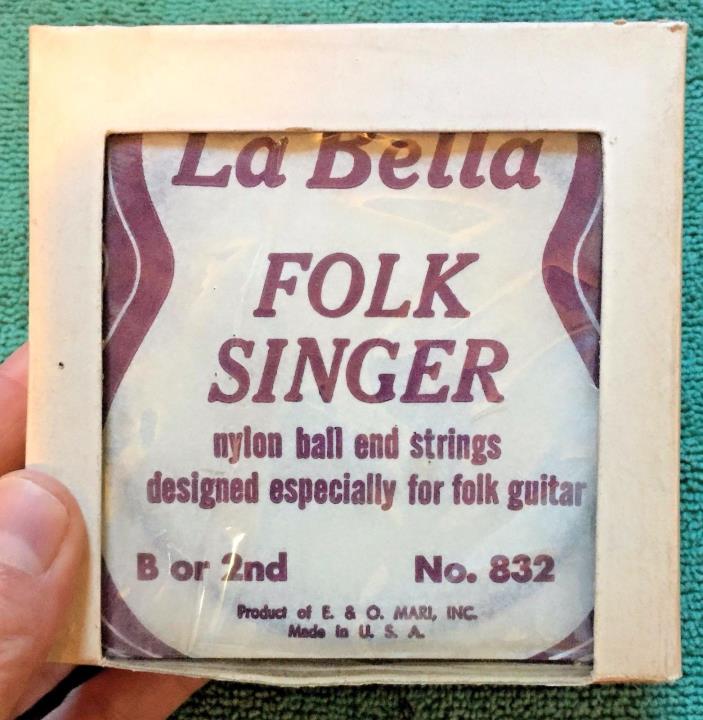 La Bella
FOLK
SINGER
nylon ball end strings
designed especially for folk guitar
B or 2nd No. 832
Product of E. & O. MARI, INC.
Made in U. S. A.